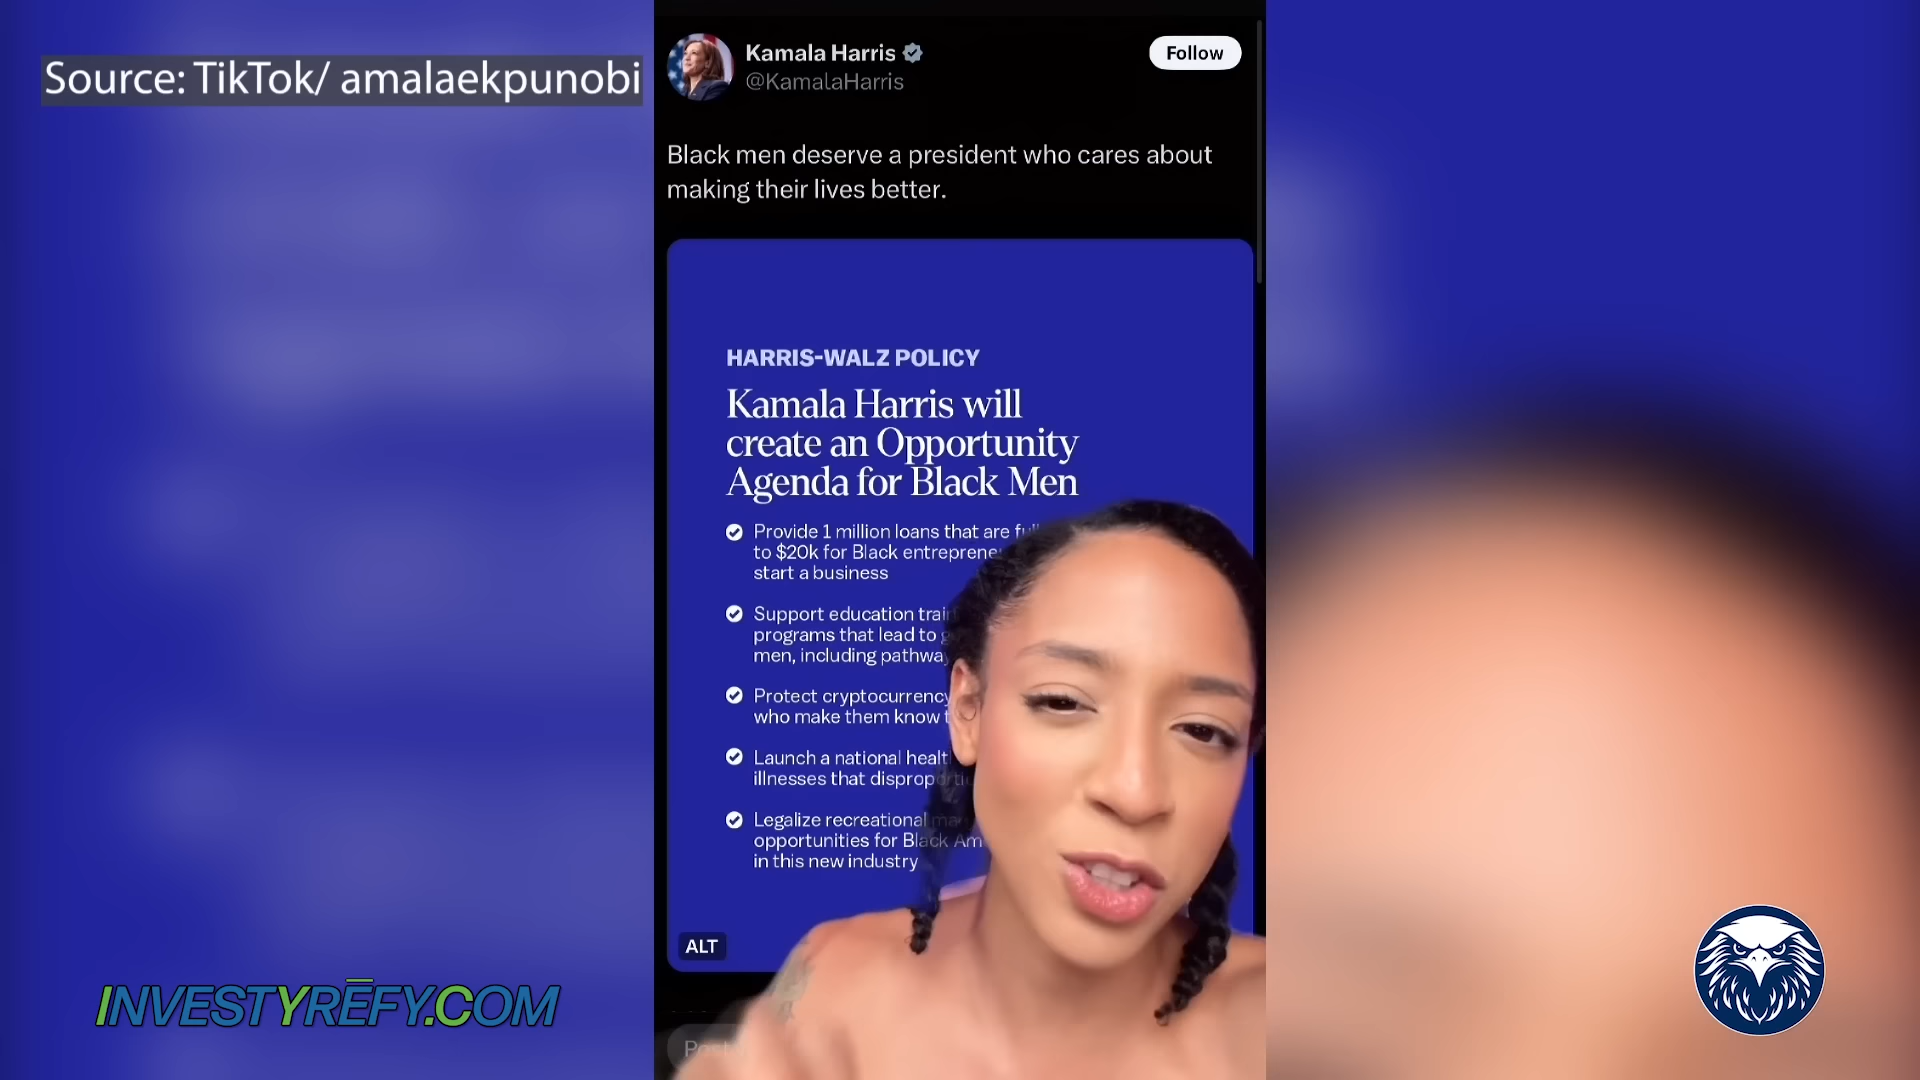 Source: TikTok/ amalaekpunobi
Kamala Harris
@KamalaHarris
Follow
Black men deserve a president who cares about
making their lives better.
HARRIS-WALZ POLICY
Kamala Harris will
create an Opportunity
Agenda for Black Men
Provide 1 million loans that are
to $20k for Black
start a business
Support education
programs that lead to
men, including
Protect cryptocurrency
who make them know
Launch a national
illnesses that
Legalize recreational
opportunities for Black
in this new industry
ALT
INVESTYRĒFY.COM